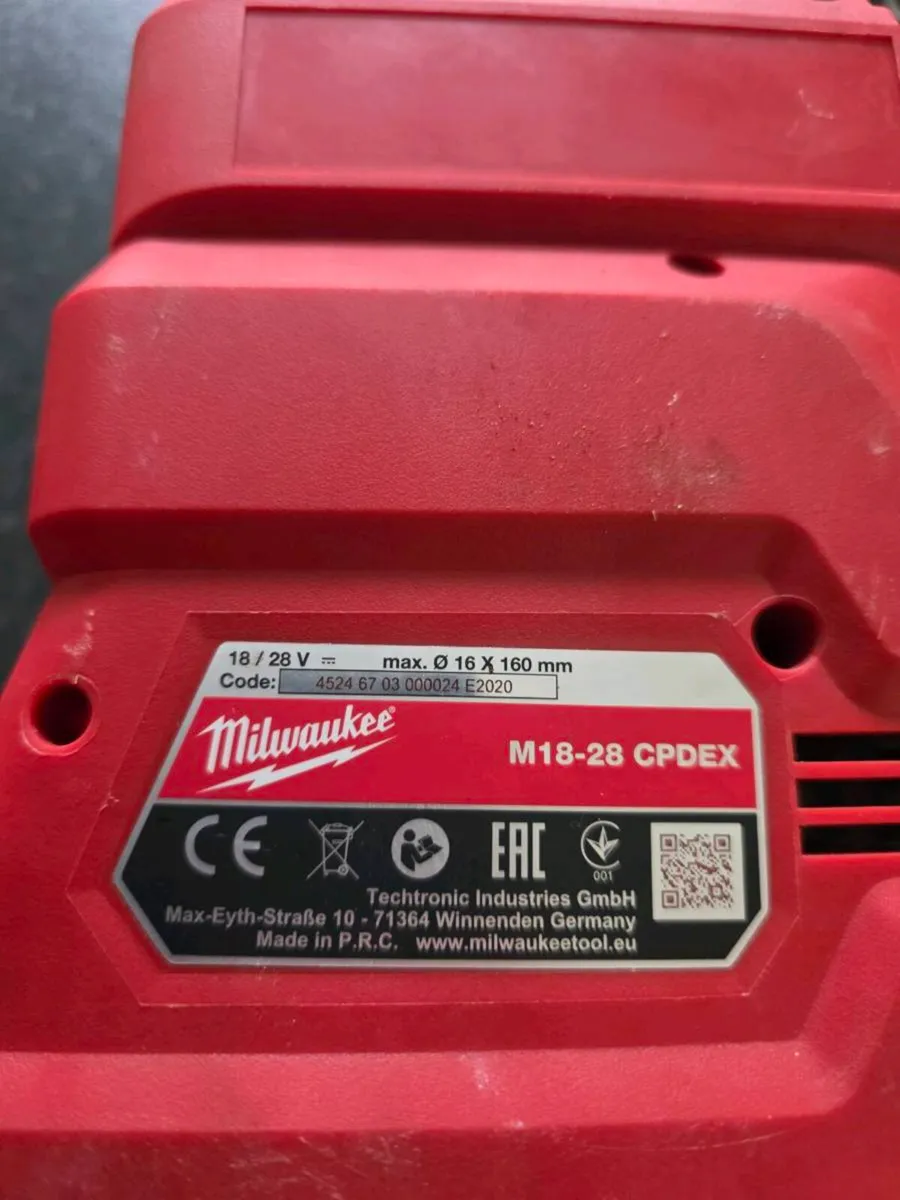 18 / 28 V ⎓ max. Ø 16 X 160 mm
Code: 4524 67 03 000024 E2020
Milwaukee®
M18-28 CPDEX
CE
EAC
001
Techtronic Industries GmbH
Max-Eyth-Straße 10 - 71364 Winnenden Germany
Made in P.R.C. www.milwaukeetool.eu